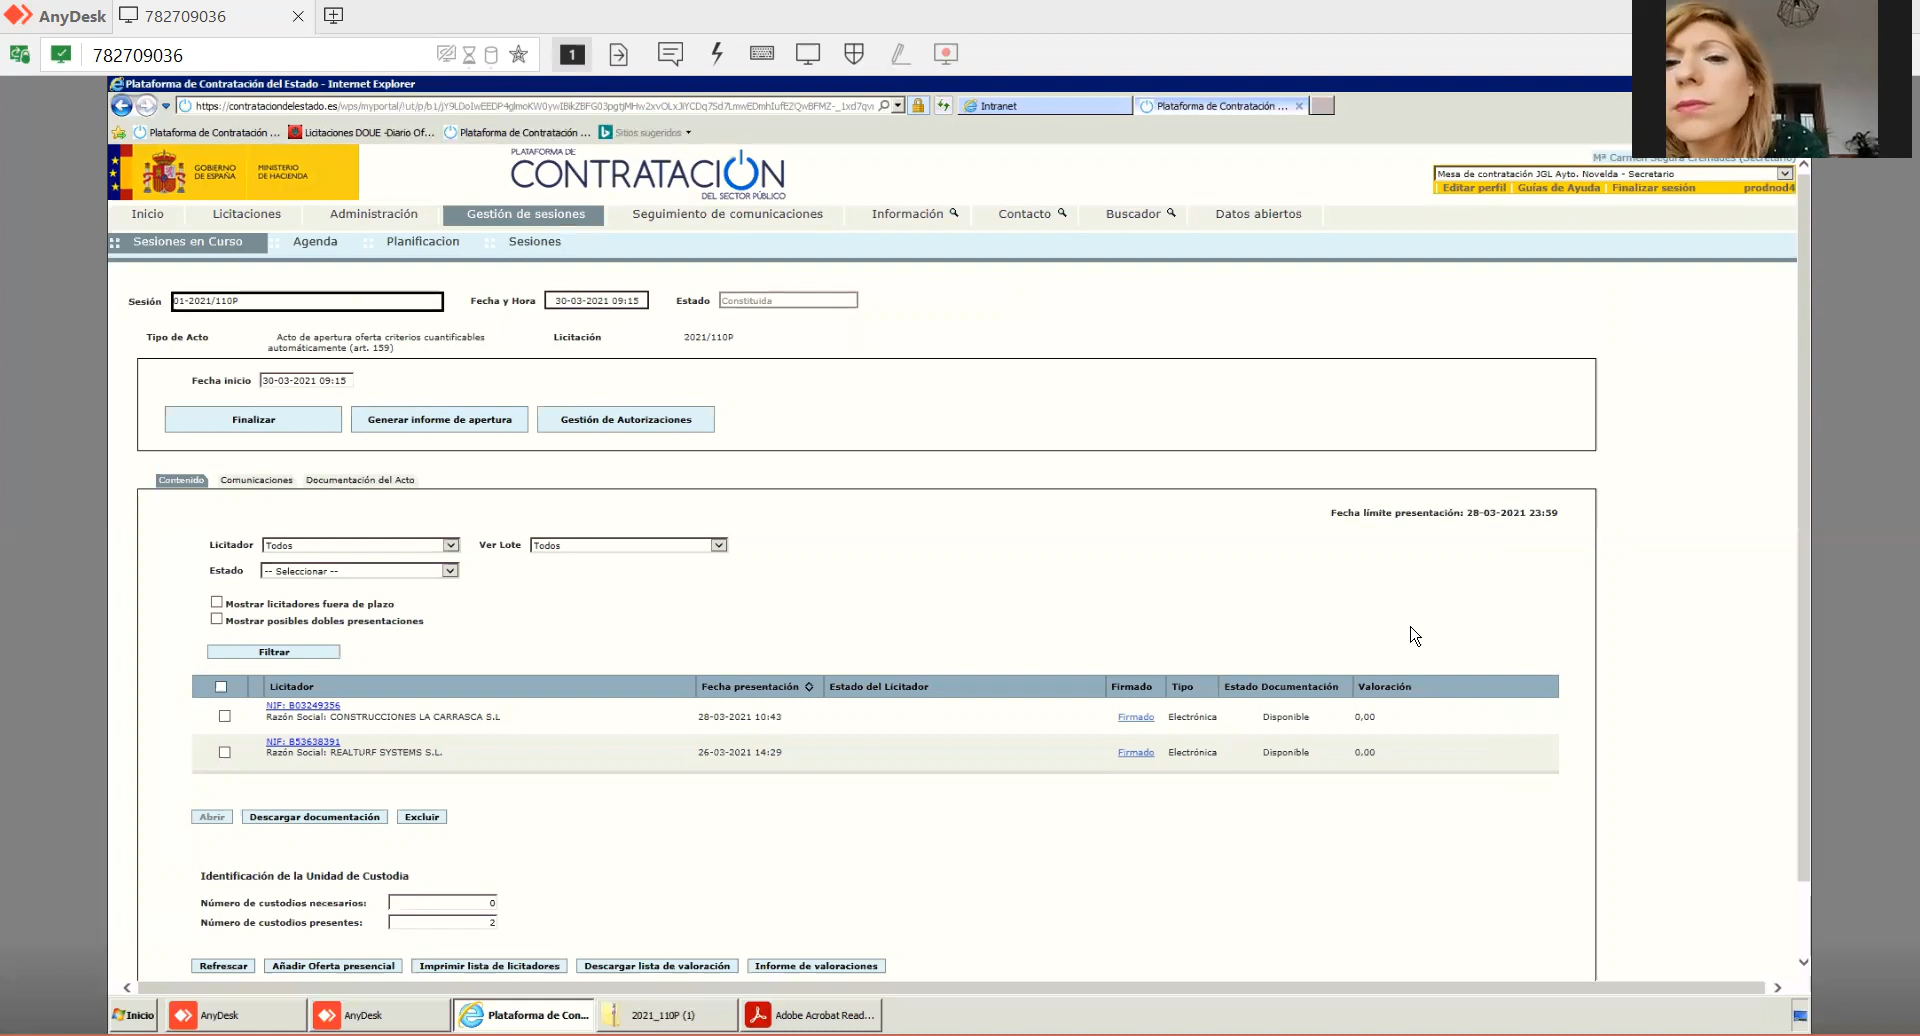 AnyDesk 782709036
782709036 1
Plataforma de Contratación del Estado - Internet Explorer
Intranet Plataforma de Contratación ...
Plataforma de Contratación ... Licitaciones DOUE -Diario Of... Plataforma de Contratación ... Sitios sugeridos
GOBIERNO DE ESPAÑA MINISTERIO DE HACIENDA
PLATAFORMA DE
CONTRATACIÓN
DEL SECTOR PÚBLICO
Mª Carmen Segura Cremades (Secretario)
Mesa de contratación JGL Ayto. Novelda - Secretario
Editar perfil Guías de Ayuda Finalizar sesión prodnod4
Inicio Licitaciones Administración Gestión de sesiones Seguimiento de comunicaciones Información Contacto Buscador Datos abiertos
Sesiones en Curso Agenda Planificacion Sesiones
Sesión 01-2021/110P Fecha y Hora 30-03-2021 09:15 Estado Constituida
Tipo de Acto Acto de apertura oferta criterios cuantificables Licitación 2021/110P
automáticamente (art. 159)
Fecha inicio 30-03-2021 09:15
Finalizar Generar informe de apertura Gestión de Autorizaciones
Contenido Comunicaciones Documentación del Acto
Fecha límite presentación: 28-03-2021 23:59
Licitador Todos Ver Lote Todos
Estado -- Seleccionar --
Mostrar licitadores fuera de plazo
Mostrar posibles dobles presentaciones
Filtrar
Licitador Fecha presentación Estado del Licitador Firmado Tipo Estado Documentación Valoración
NIF: B03249356
Razón Social: CONSTRUCCIONES LA CARRASCA S.L 28-03-2021 10:43 Firmado Electrónica Disponible 0,00
NIF: B53638391
Razón Social: REALTURF SYSTEMS S.L. 26-03-2021 14:29 Firmado Electrónica Disponible 0,00
Abrir Descargar documentación Excluir
Identificación de la Unidad de Custodia
Número de custodios necesarios: 0
Número de custodios presentes: 2
Refrescar Añadir Oferta presencial Imprimir lista de licitadores Descargar lista de valoración Informe de valoraciones
Inicio AnyDesk AnyDesk Plataforma de Con... 2021_110P (1) Adobe Acrobat Read...